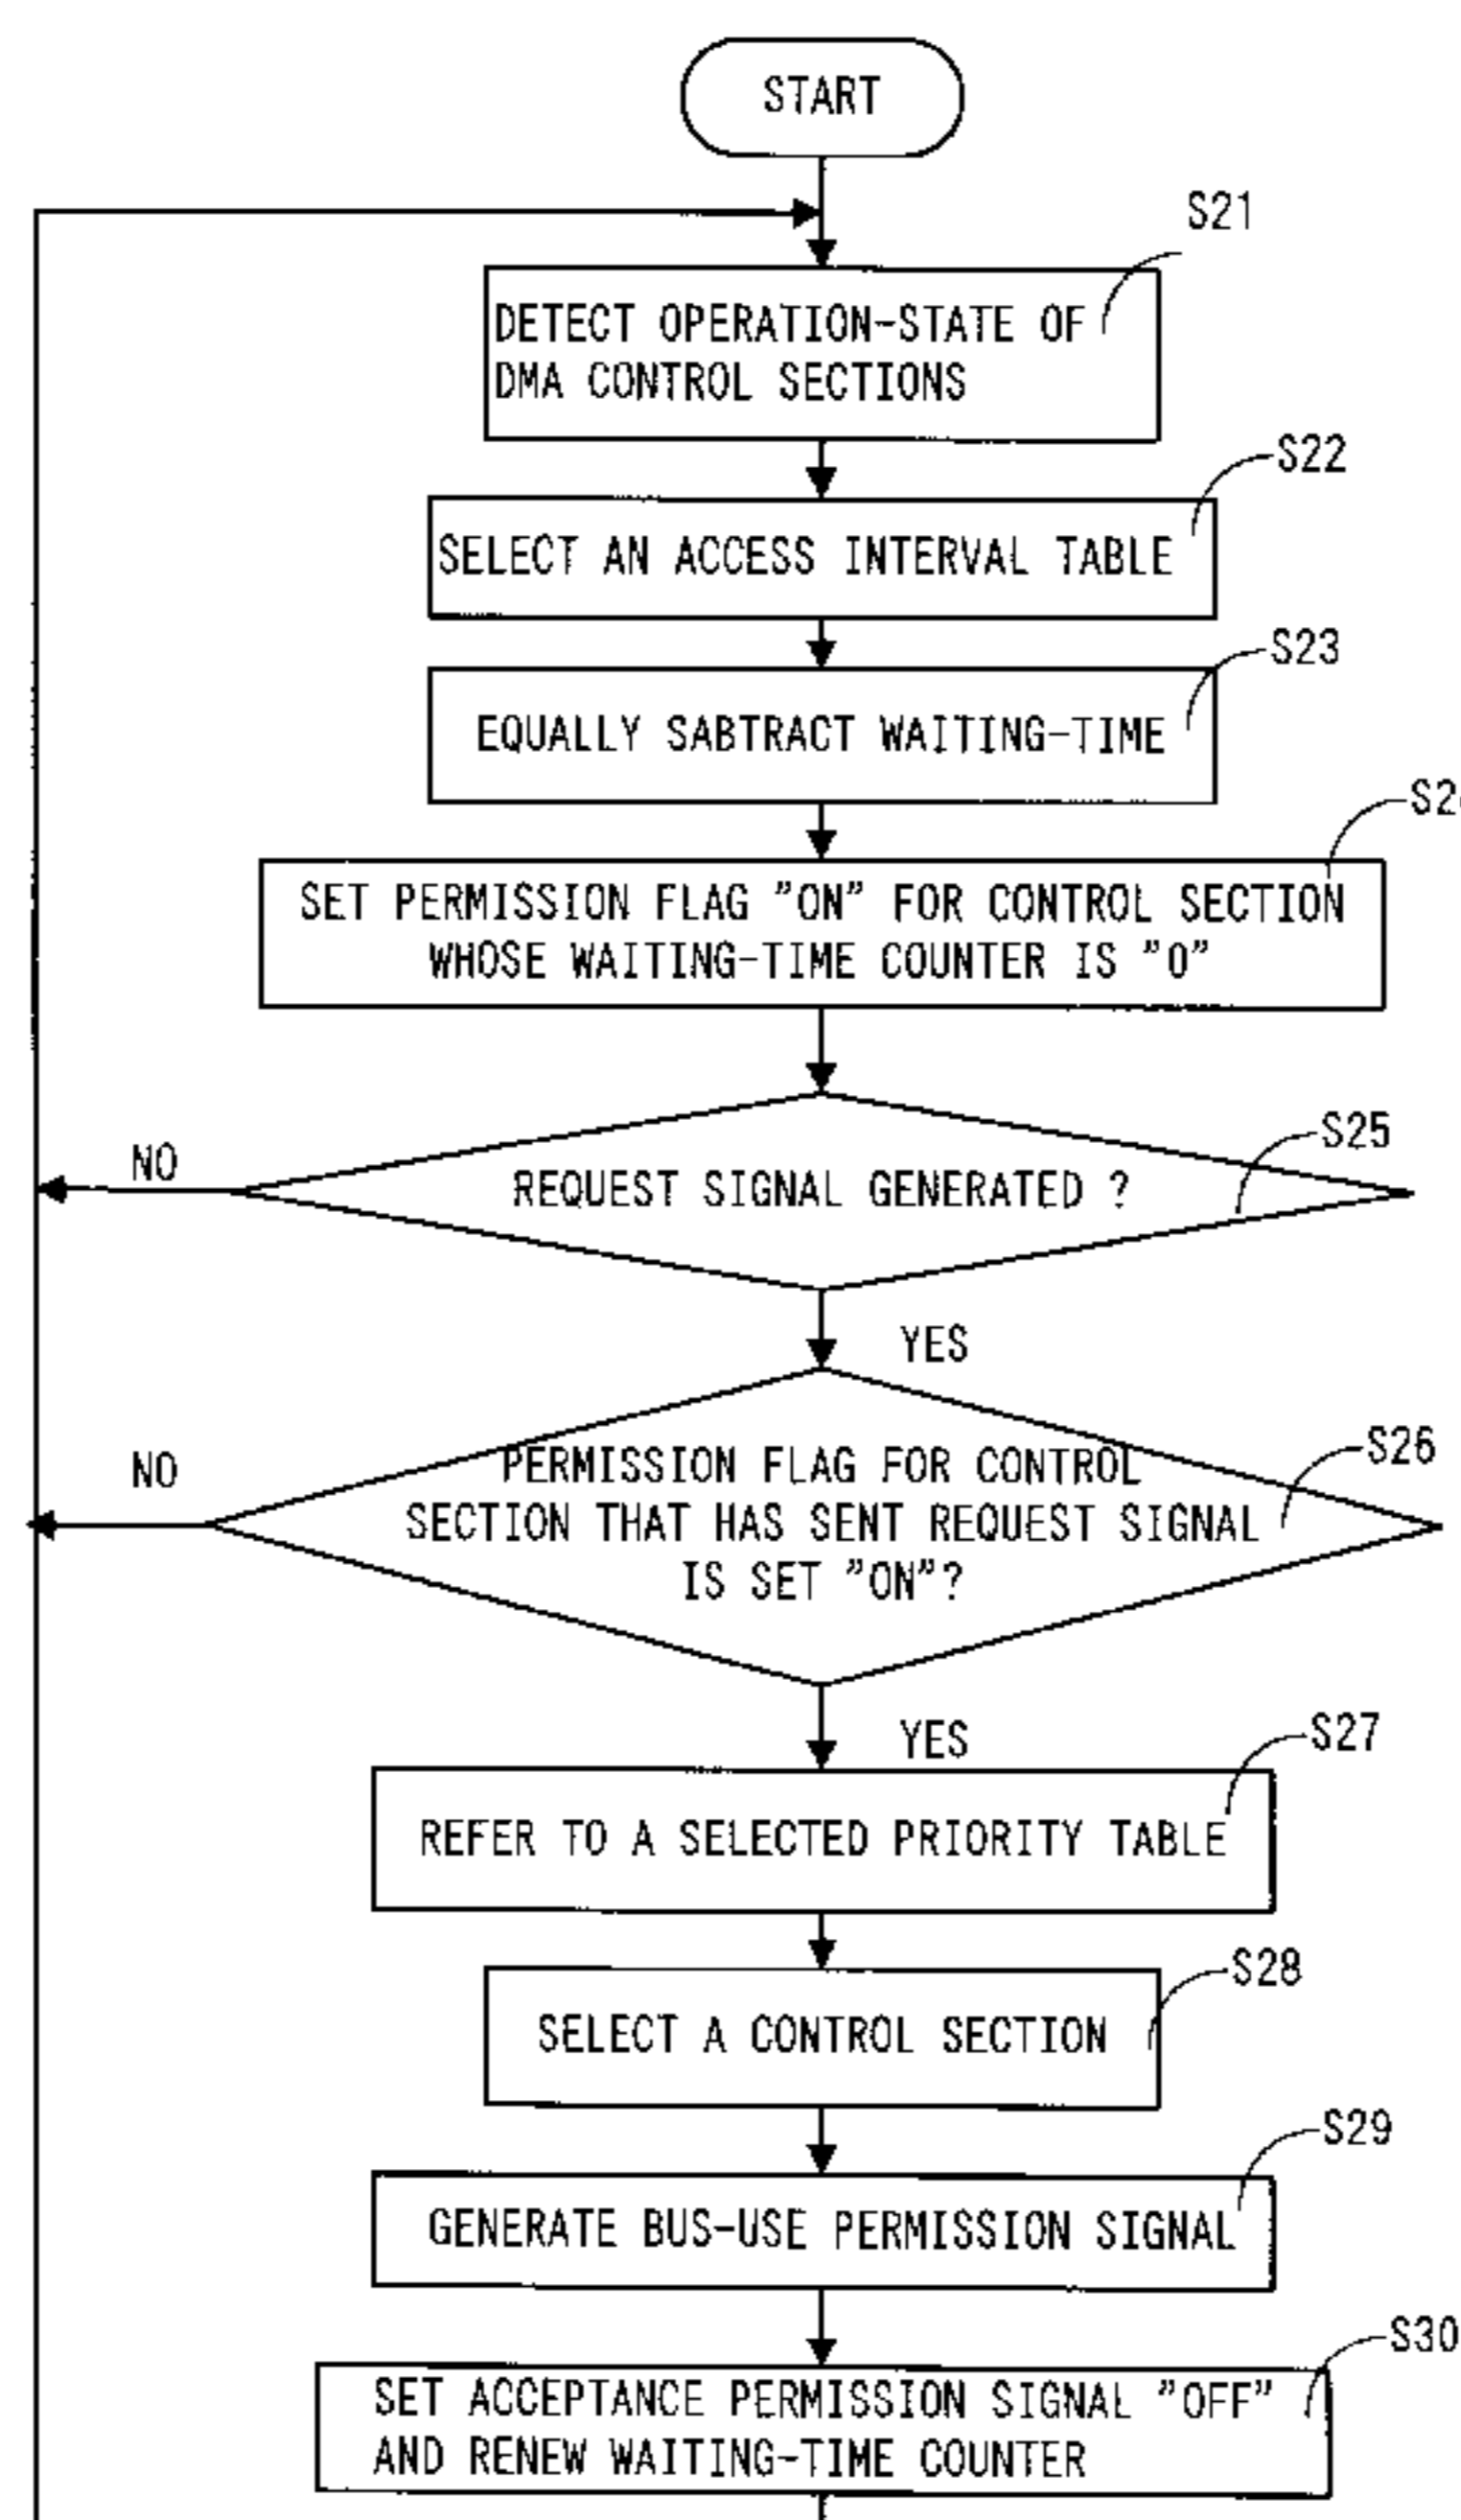 START
S21
DETECT OPERATION-STATE OF
DMA CONTROL SECTIONS
S22
SELECT AN ACCESS INTERVAL TABLE
S23
EQUALLY SABTRACT WAITING-TIME
SET PERMISSION FLAG "ON" FOR CONTROL SECTION
WHOSE WAITING-TIME COUNTER IS "0"
S25
NO
REQUEST SIGNAL GENERATED ?
YES
S26
NO
PERMISSION FLAG FOR CONTROL
SECTION THAT HAS SENT REQUEST SIGNAL
IS SET "ON"?
YES
S27
REFER TO A SELECTED PRIORITY TABLE
S28
SELECT A CONTROL SECTION
S29
GENERATE BUS-USE PERMISSION SIGNAL
S30
SET ACCEPTANCE PERMISSION SIGNAL "OFF"
AND RENEW WAITING-TIME COUNTER